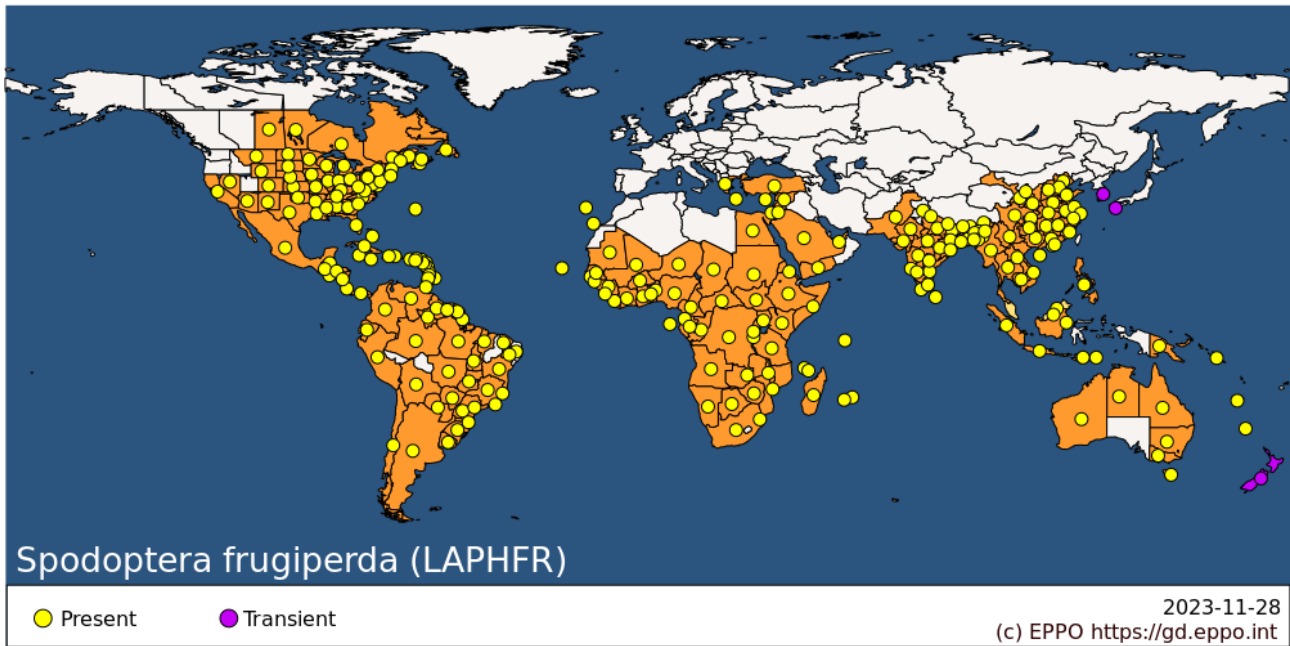 Spodoptera frugiperda (LAPHFR)
Present
Transient
2023-11-28
(c) EPPO https://gd.eppo.int